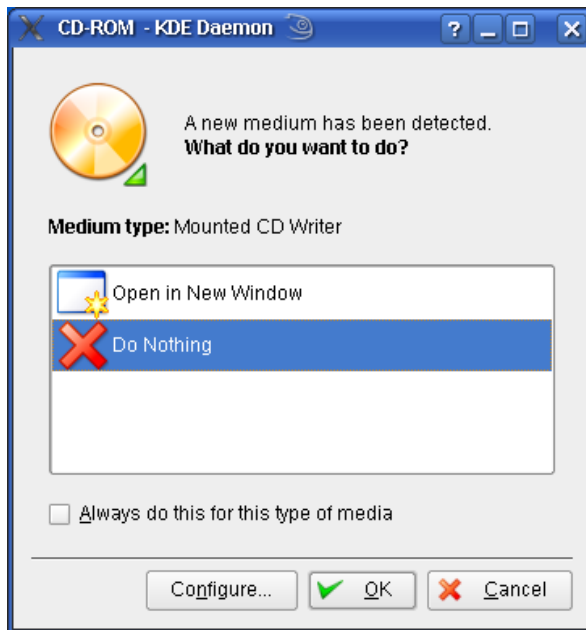 CD-ROM - KDE Daemon
A new medium has been detected.
What do you want to do?
Medium type: Mounted CD Writer
Open in New Window
Do Nothing
Always do this for this type of media
Configure... OK Cancel